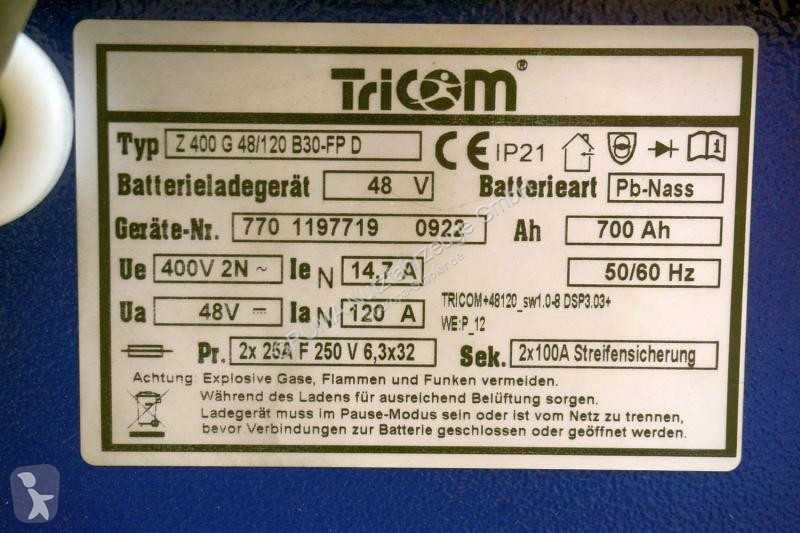 TriCOM®
Typ Z 400 G 48/120 B30-FP D CE IP21
Batterieladegerät 48 V Batterieart Pb-Nass
Geräte-Nr. 770 1197719 0922 Ah 700 Ah
Ue 400V 2N ~ Ie N 14,7 A 50/60 Hz
Ua 48V Ia N 120 A TRICOM+48120_sw1.0-8 DSP3.03+
WE:P_12
Pr. 2x 25A F 250 V 6,3x32 Sek. 2x100A Streifensicherung
Achtung: Explosive Gase, Flammen und Funken vermeiden.
Während des Ladens für ausreichend Belüftung sorgen.
Ladegerät muss im Pause-Modus sein oder ist vom Netz zu trennen,
bevor Verbindungen zur Batterie geschlossen oder geöffnet werden.